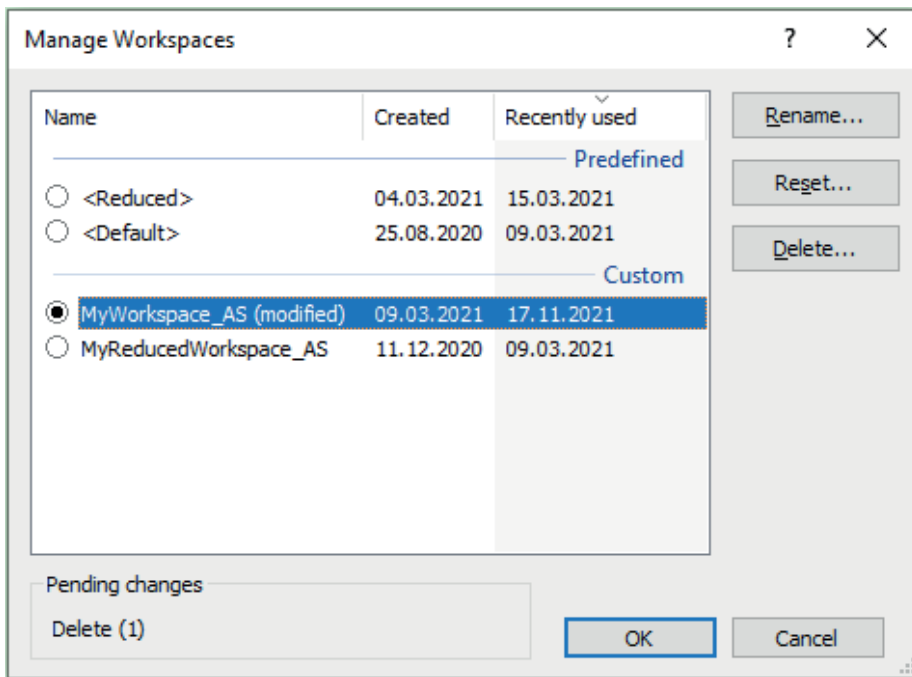 Manage Workspaces ?
Name Created Recently used
Predefined
<Reduced> 04.03.2021 15.03.2021
<Default> 25.08.2020 09.03.2021
Custom
MyWorkspace_AS (modified) 09.03.2021 17.11.2021
MyReducedWorkspace_AS 11.12.2020 09.03.2021
Rename...
Reset...
Delete...
Pending changes
Delete (1)
OK Cancel